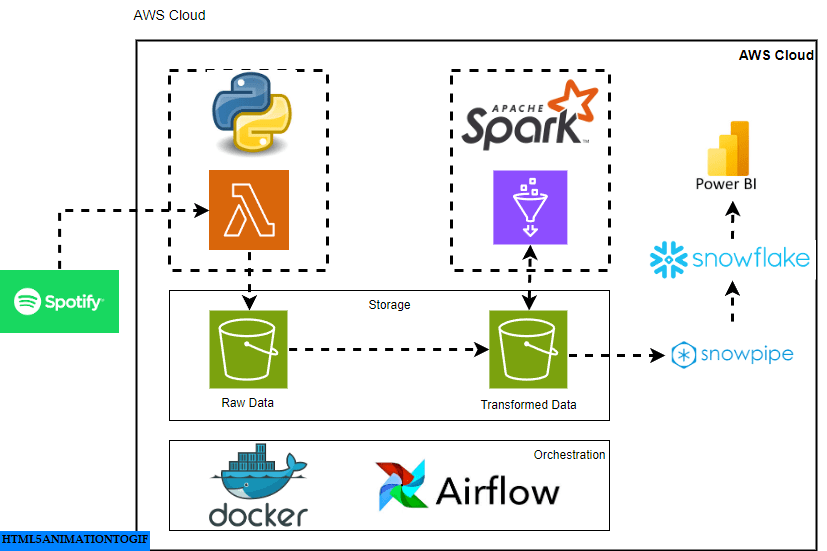 AWS Cloud
AWS Cloud
APACHE
Spark™
Power BI
snowflake
Spotify
Storage
snowpipe
Raw Data
Transformed Data
Orchestration
docker
Airflow
HTML5ANIMATIONTOGIF